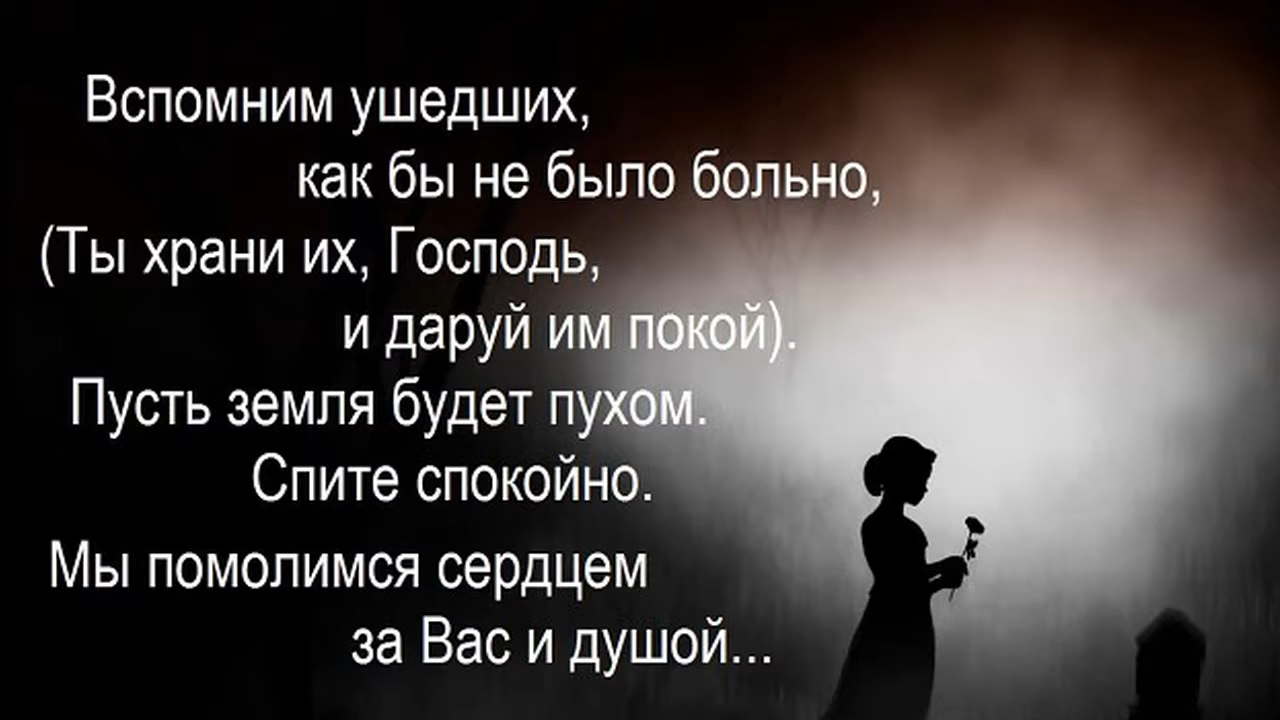 Вспомним ушедших,
как бы не было больно,
(Ты храни их, Господь,
и даруй им покой).
Пусть земля будет пухом.
Спите спокойно.
Мы помолимся сердцем
за Вас и душой...